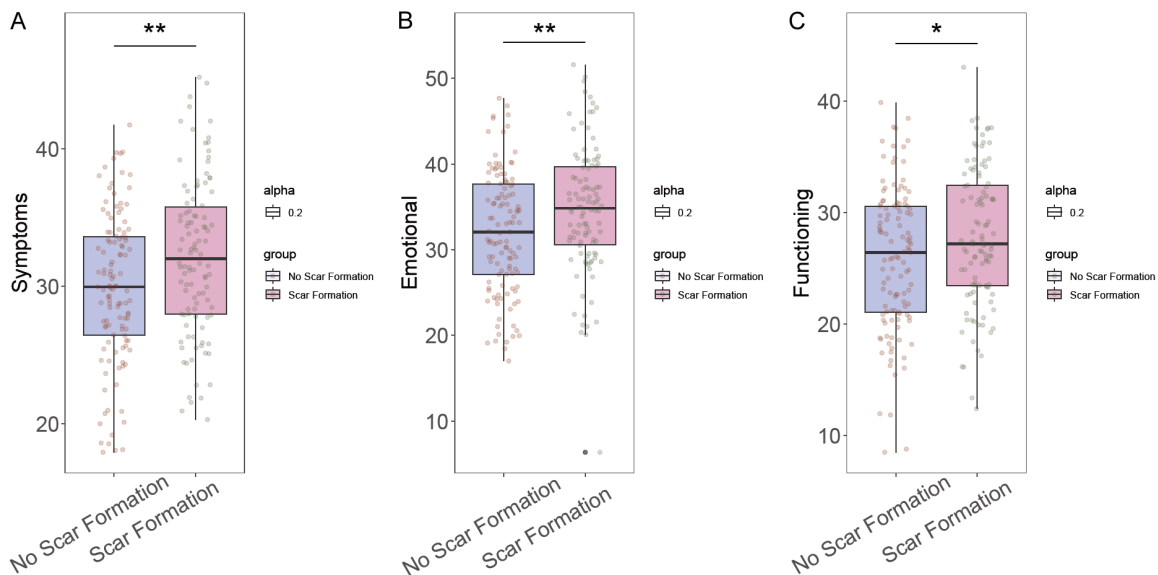 A
**
40
30
20
Symptoms
No Scar Formation
Scar Formation
alpha
0.2
group
No Scar Formation
Scar Formation
B
**
50
40
30
20
10
Emotional
No Scar Formation
Scar Formation
alpha
0.2
group
No Scar Formation
Scar Formation
C
*
40
30
20
10
Functioning
No Scar Formation
Scar Formation
alpha
0.2
group
No Scar Formation
Scar Formation